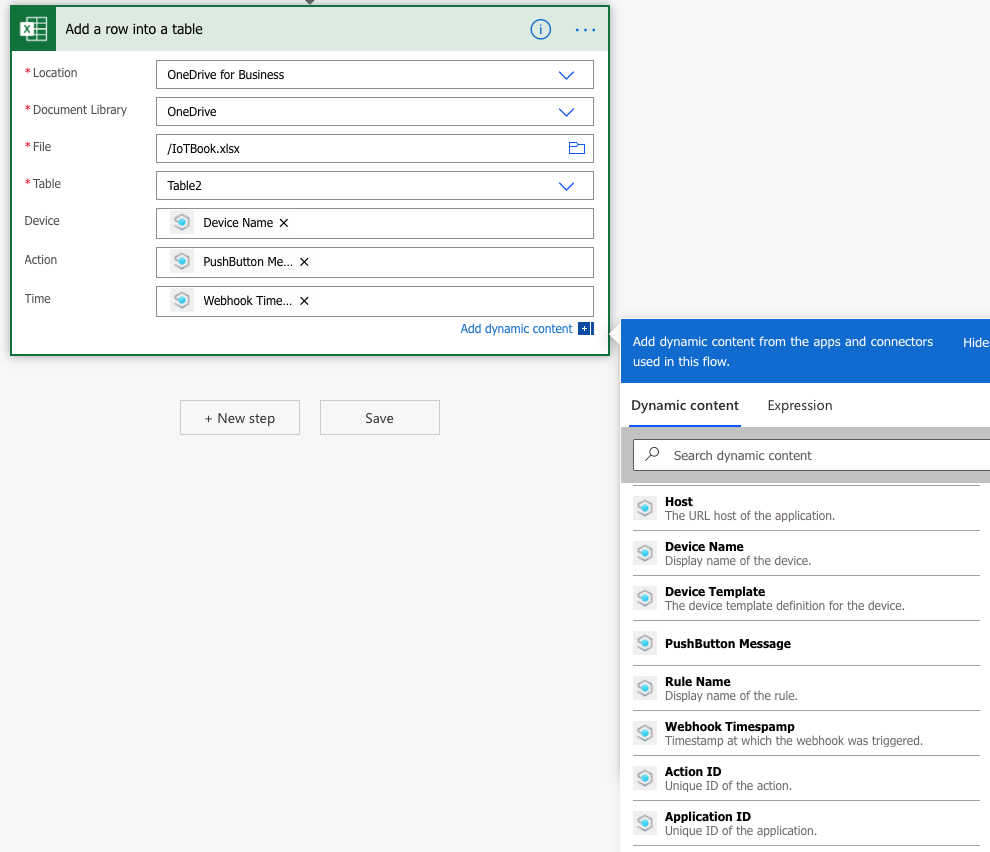 Add a row into a table
* Location
OneDrive for Business
* Document Library
OneDrive
* File
/IoTBook.xlsx
* Table
Table2
Device
Device Name ×
Action
PushButton Me... ×
Time
Webhook Time... ×
Add dynamic content
+ New step
Save
Add dynamic content from the apps and connectors
used in this flow.
Hide
Dynamic content
Expression
Search dynamic content
Host
The URL host of the application.
Device Name
Display name of the device.
Device Template
The device template definition for the device.
PushButton Message
Rule Name
Display name of the rule.
Webhook Timespamp
Timestamp at which the webhook was triggered.
Action ID
Unique ID of the action.
Application ID
Unique ID of the application.